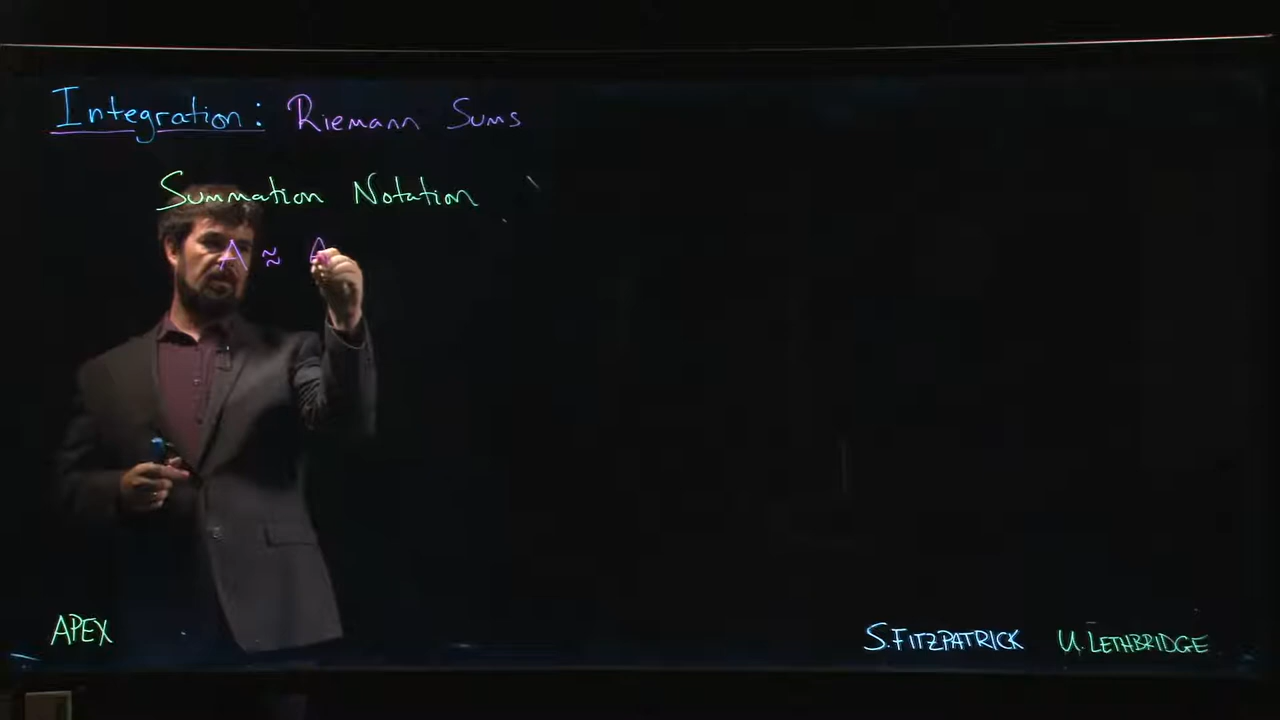 Integration: Riemann Sums
Summation Notation
A ≈ A
APEX
S. FITZPATRICK U. LETHBRIDGE